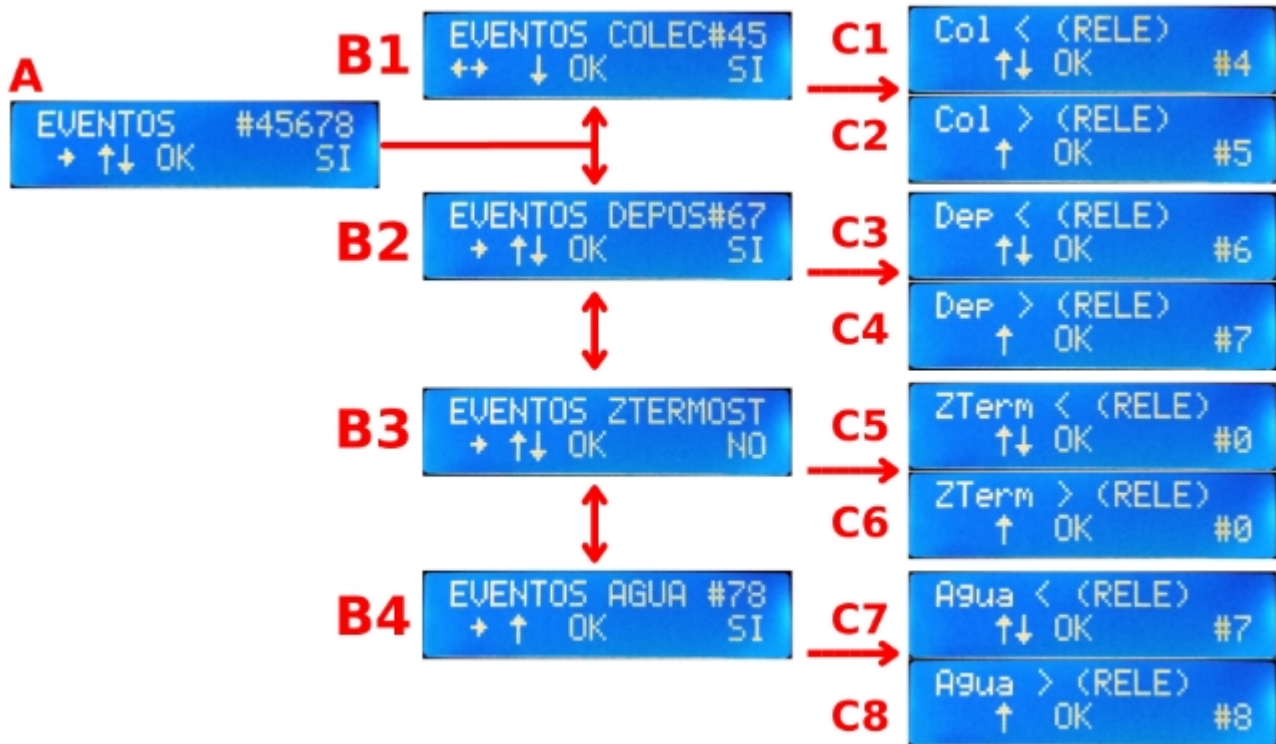 A
EVENTOS #45678
→ ↑↓ OK SI
B1
EVENTOS COLEC#45
←→ ↓ OK SI
C1
Col < (RELE)
↑↓ OK #4
C2
Col > (RELE)
↑ OK #5
B2
EVENTOS DEPOS#67
→ ↑↓ OK SI
C3
Dep < (RELE)
↑↓ OK #6
C4
Dep > (RELE)
↑ OK #7
B3
EVENTOS ZTERMOST
→ ↑↓ OK NO
C5
ZTerm < (RELE)
↑↓ OK #0
C6
ZTerm > (RELE)
↑ OK #0
B4
EVENTOS AGUA #78
→ ↑ OK SI
C7
Agua < (RELE)
↑↓ OK #7
C8
Agua > (RELE)
↑ OK #8